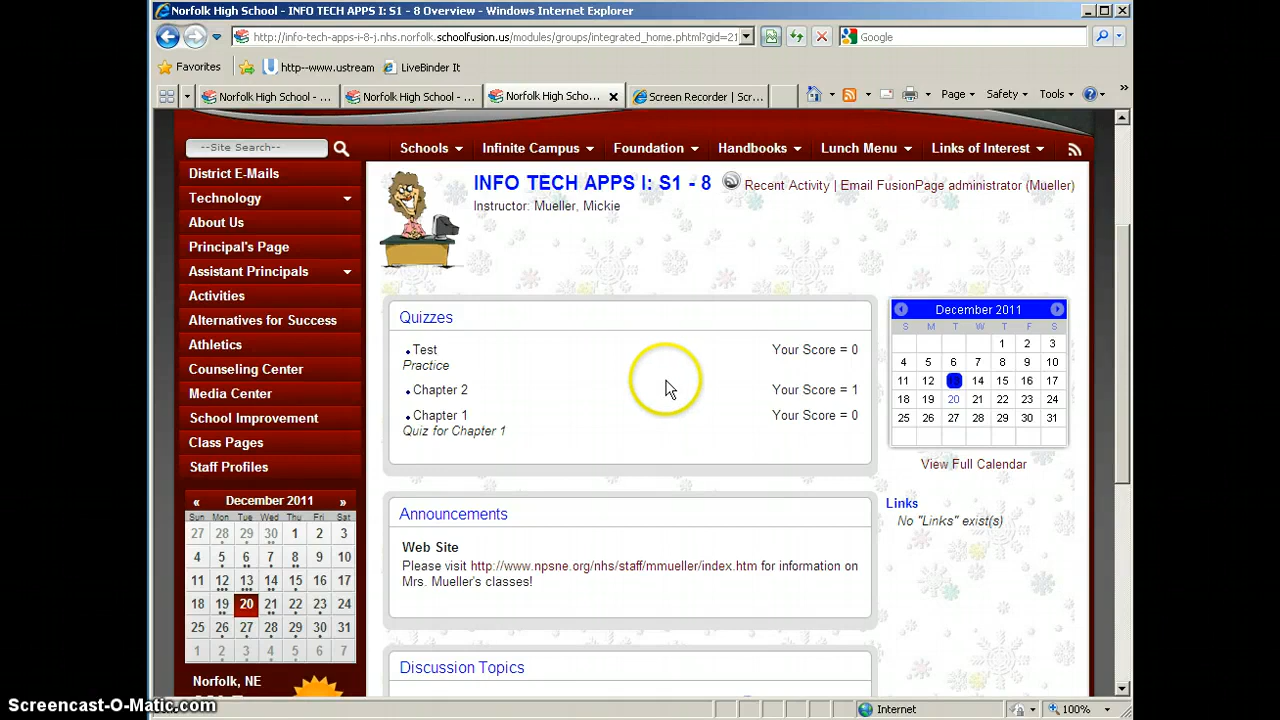 Norfolk High School - INFO TECH APPS I: S1 - 8 Overview - Windows Internet Explorer
http://info-tech-apps-i-8-j.nhs.norfolk.schoolfusion.us/modules/groups/integrated_home.phtml?gid=21
Google
Favorites
http--www.ustream
LiveBinder It
Norfolk High School - ...
Norfolk High School - ...
Norfolk High Scho...
Screen Recorder | Scr...
Page
Safety
Tools
--Site Search--
Schools
Infinite Campus
Foundation
Handbooks
Lunch Menu
Links of Interest
District E-Mails
Technology
About Us
Principal's Page
Assistant Principals
Activities
Alternatives for Success
Athletics
Counseling Center
Media Center
School Improvement
Class Pages
Staff Profiles
« December 2011 »
Sun Mon Tue Wed Thu Fri Sat
27 28 29 30 1 2 3
4 5 6 7 8 9 10
11 12 13 14 15 16 17
18 19 20 21 22 23 24
25 26 27 28 29 30 31
1 2 3 4 5 6 7
Norfolk, NE
INFO TECH APPS I: S1 - 8
Recent Activity | Email FusionPage administrator (Mueller)
Instructor: Mueller, Mickie
Quizzes
Test Your Score = 0
Practice
Chapter 2 Your Score = 1
Chapter 1 Your Score = 0
Quiz for Chapter 1
Announcements
Web Site
Please visit http://www.npsne.org/nhs/staff/mmueller/index.htm for information on
Mrs. Mueller's classes!
Discussion Topics
December 2011
S M T W T F S
1 2 3
4 5 6 7 8 9 10
11 12 13 14 15 16 17
18 19 20 21 22 23 24
25 26 27 28 29 30 31
View Full Calendar
Links
No "Links" exist(s)
Internet
100%
Screencast-O-Matic.com